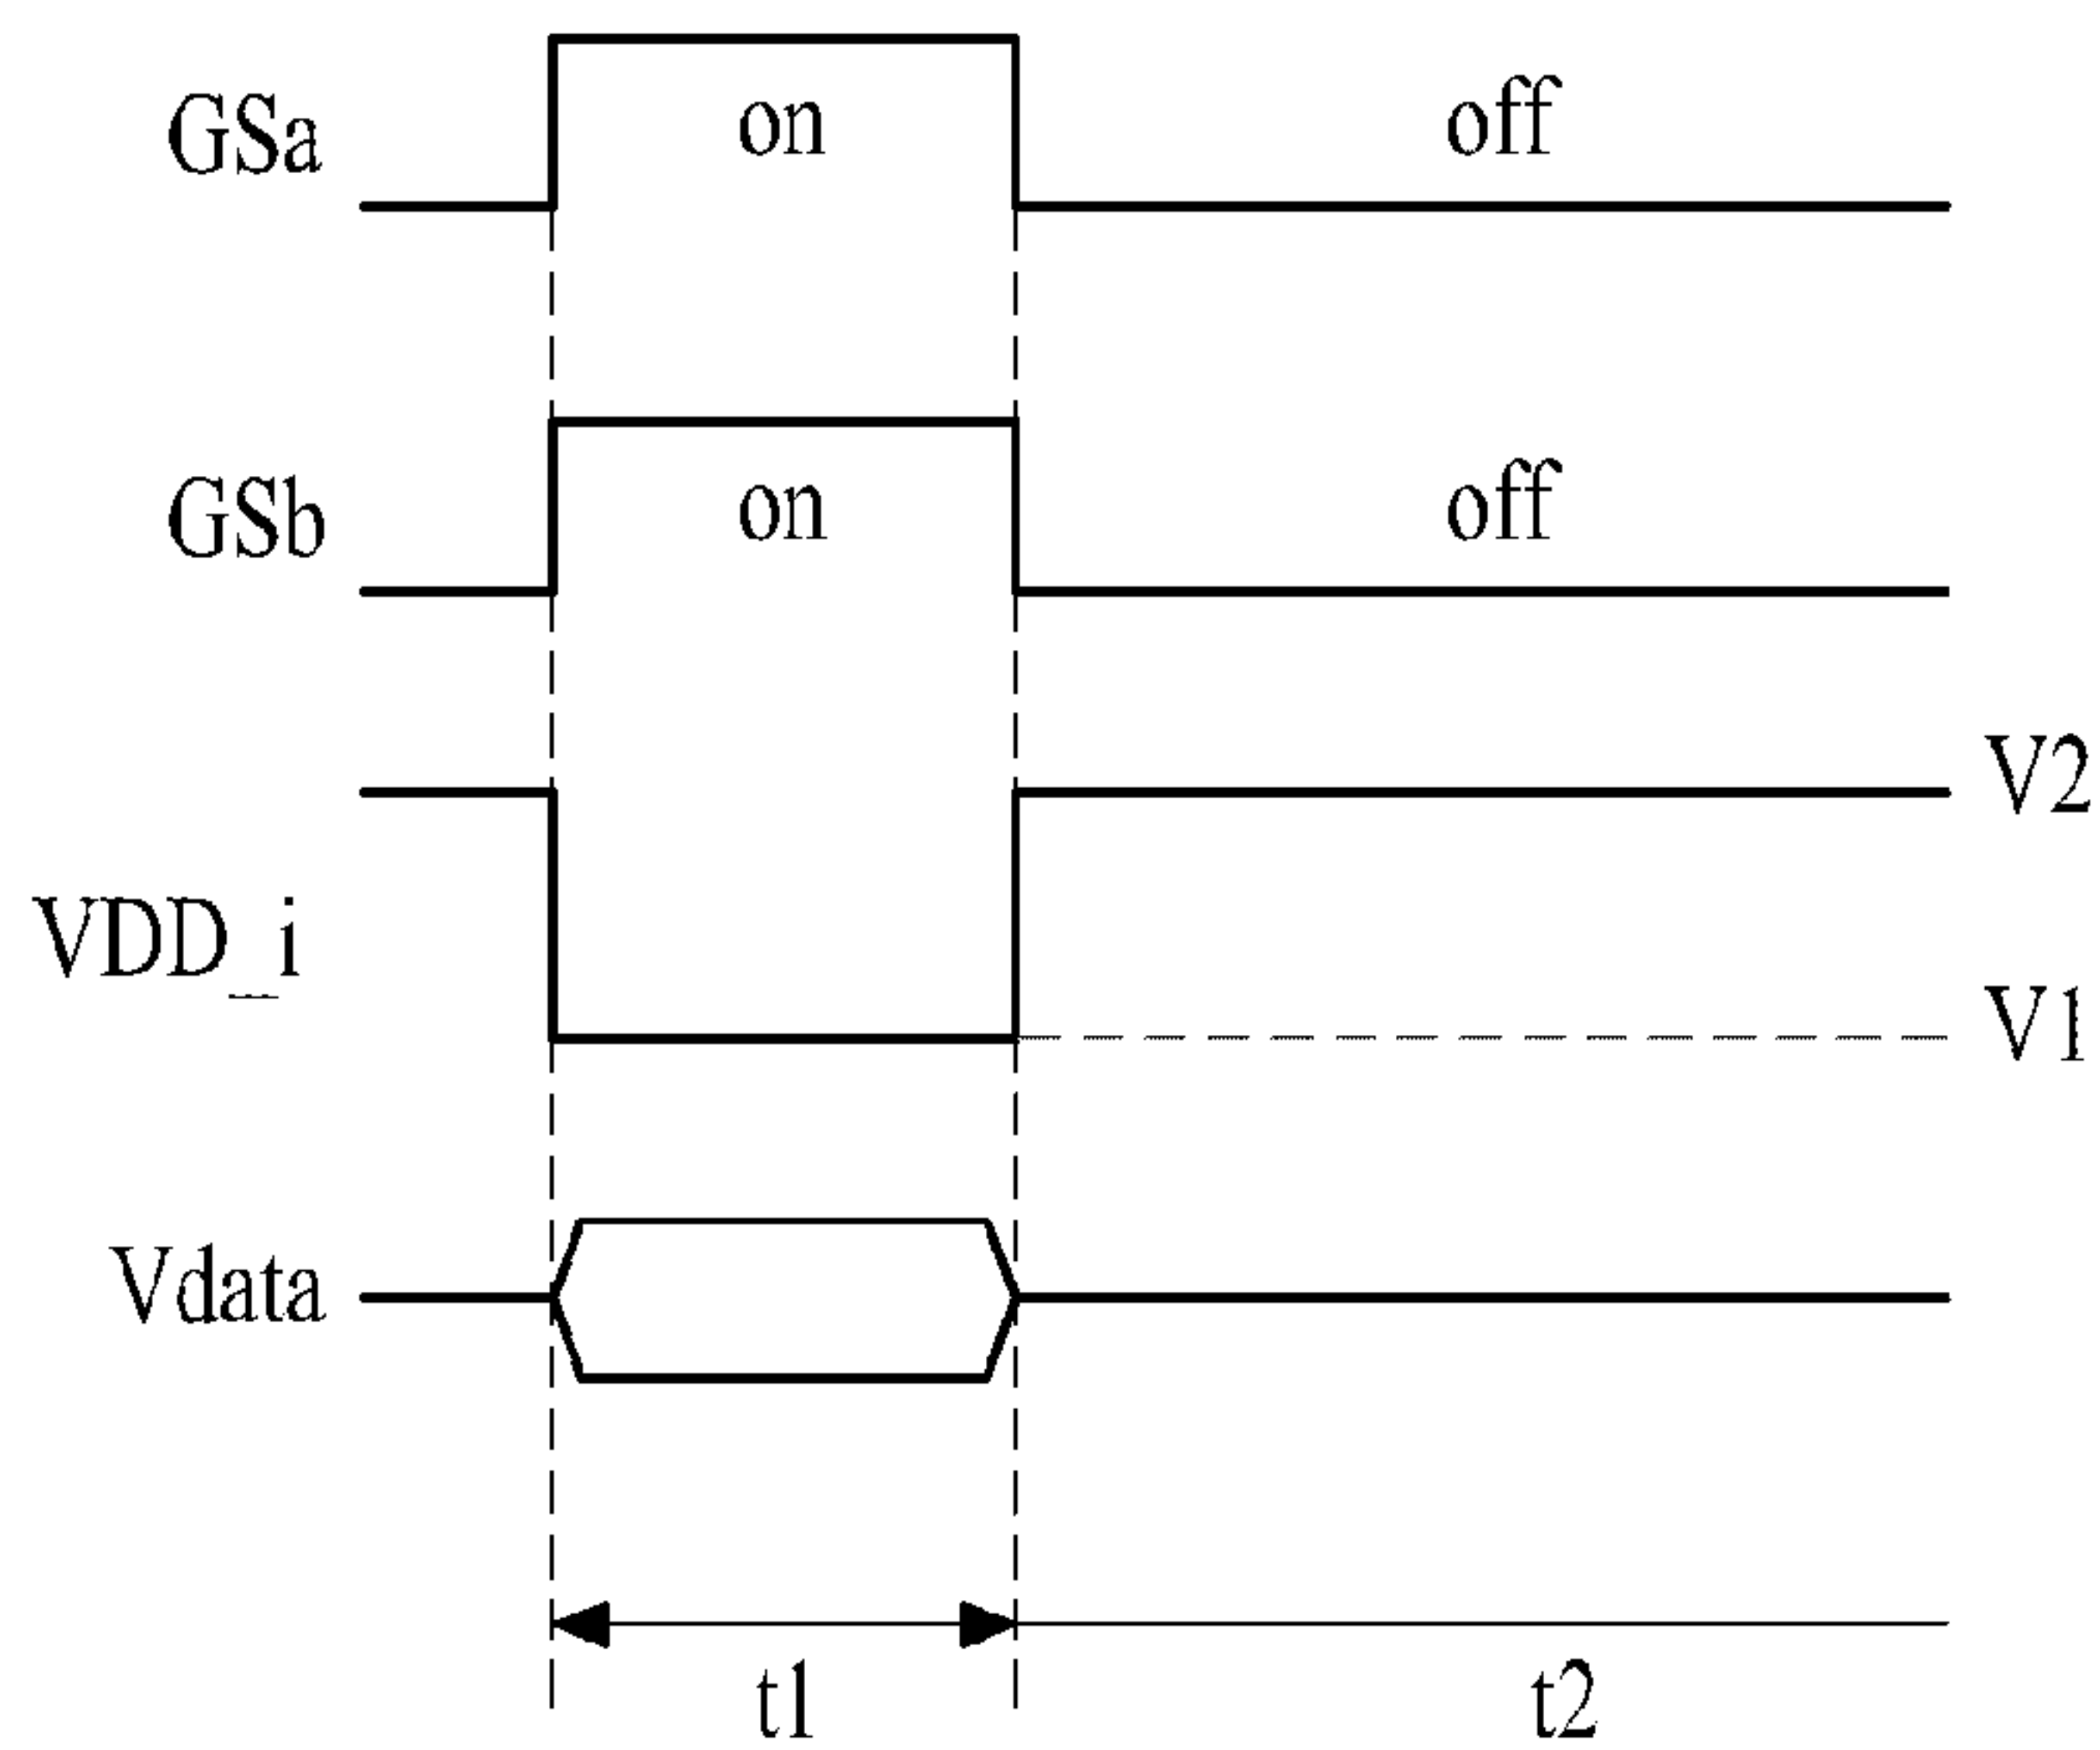 GSa on off
GSb on off
V2
VDD_i
V1
Vdata
t1 t2